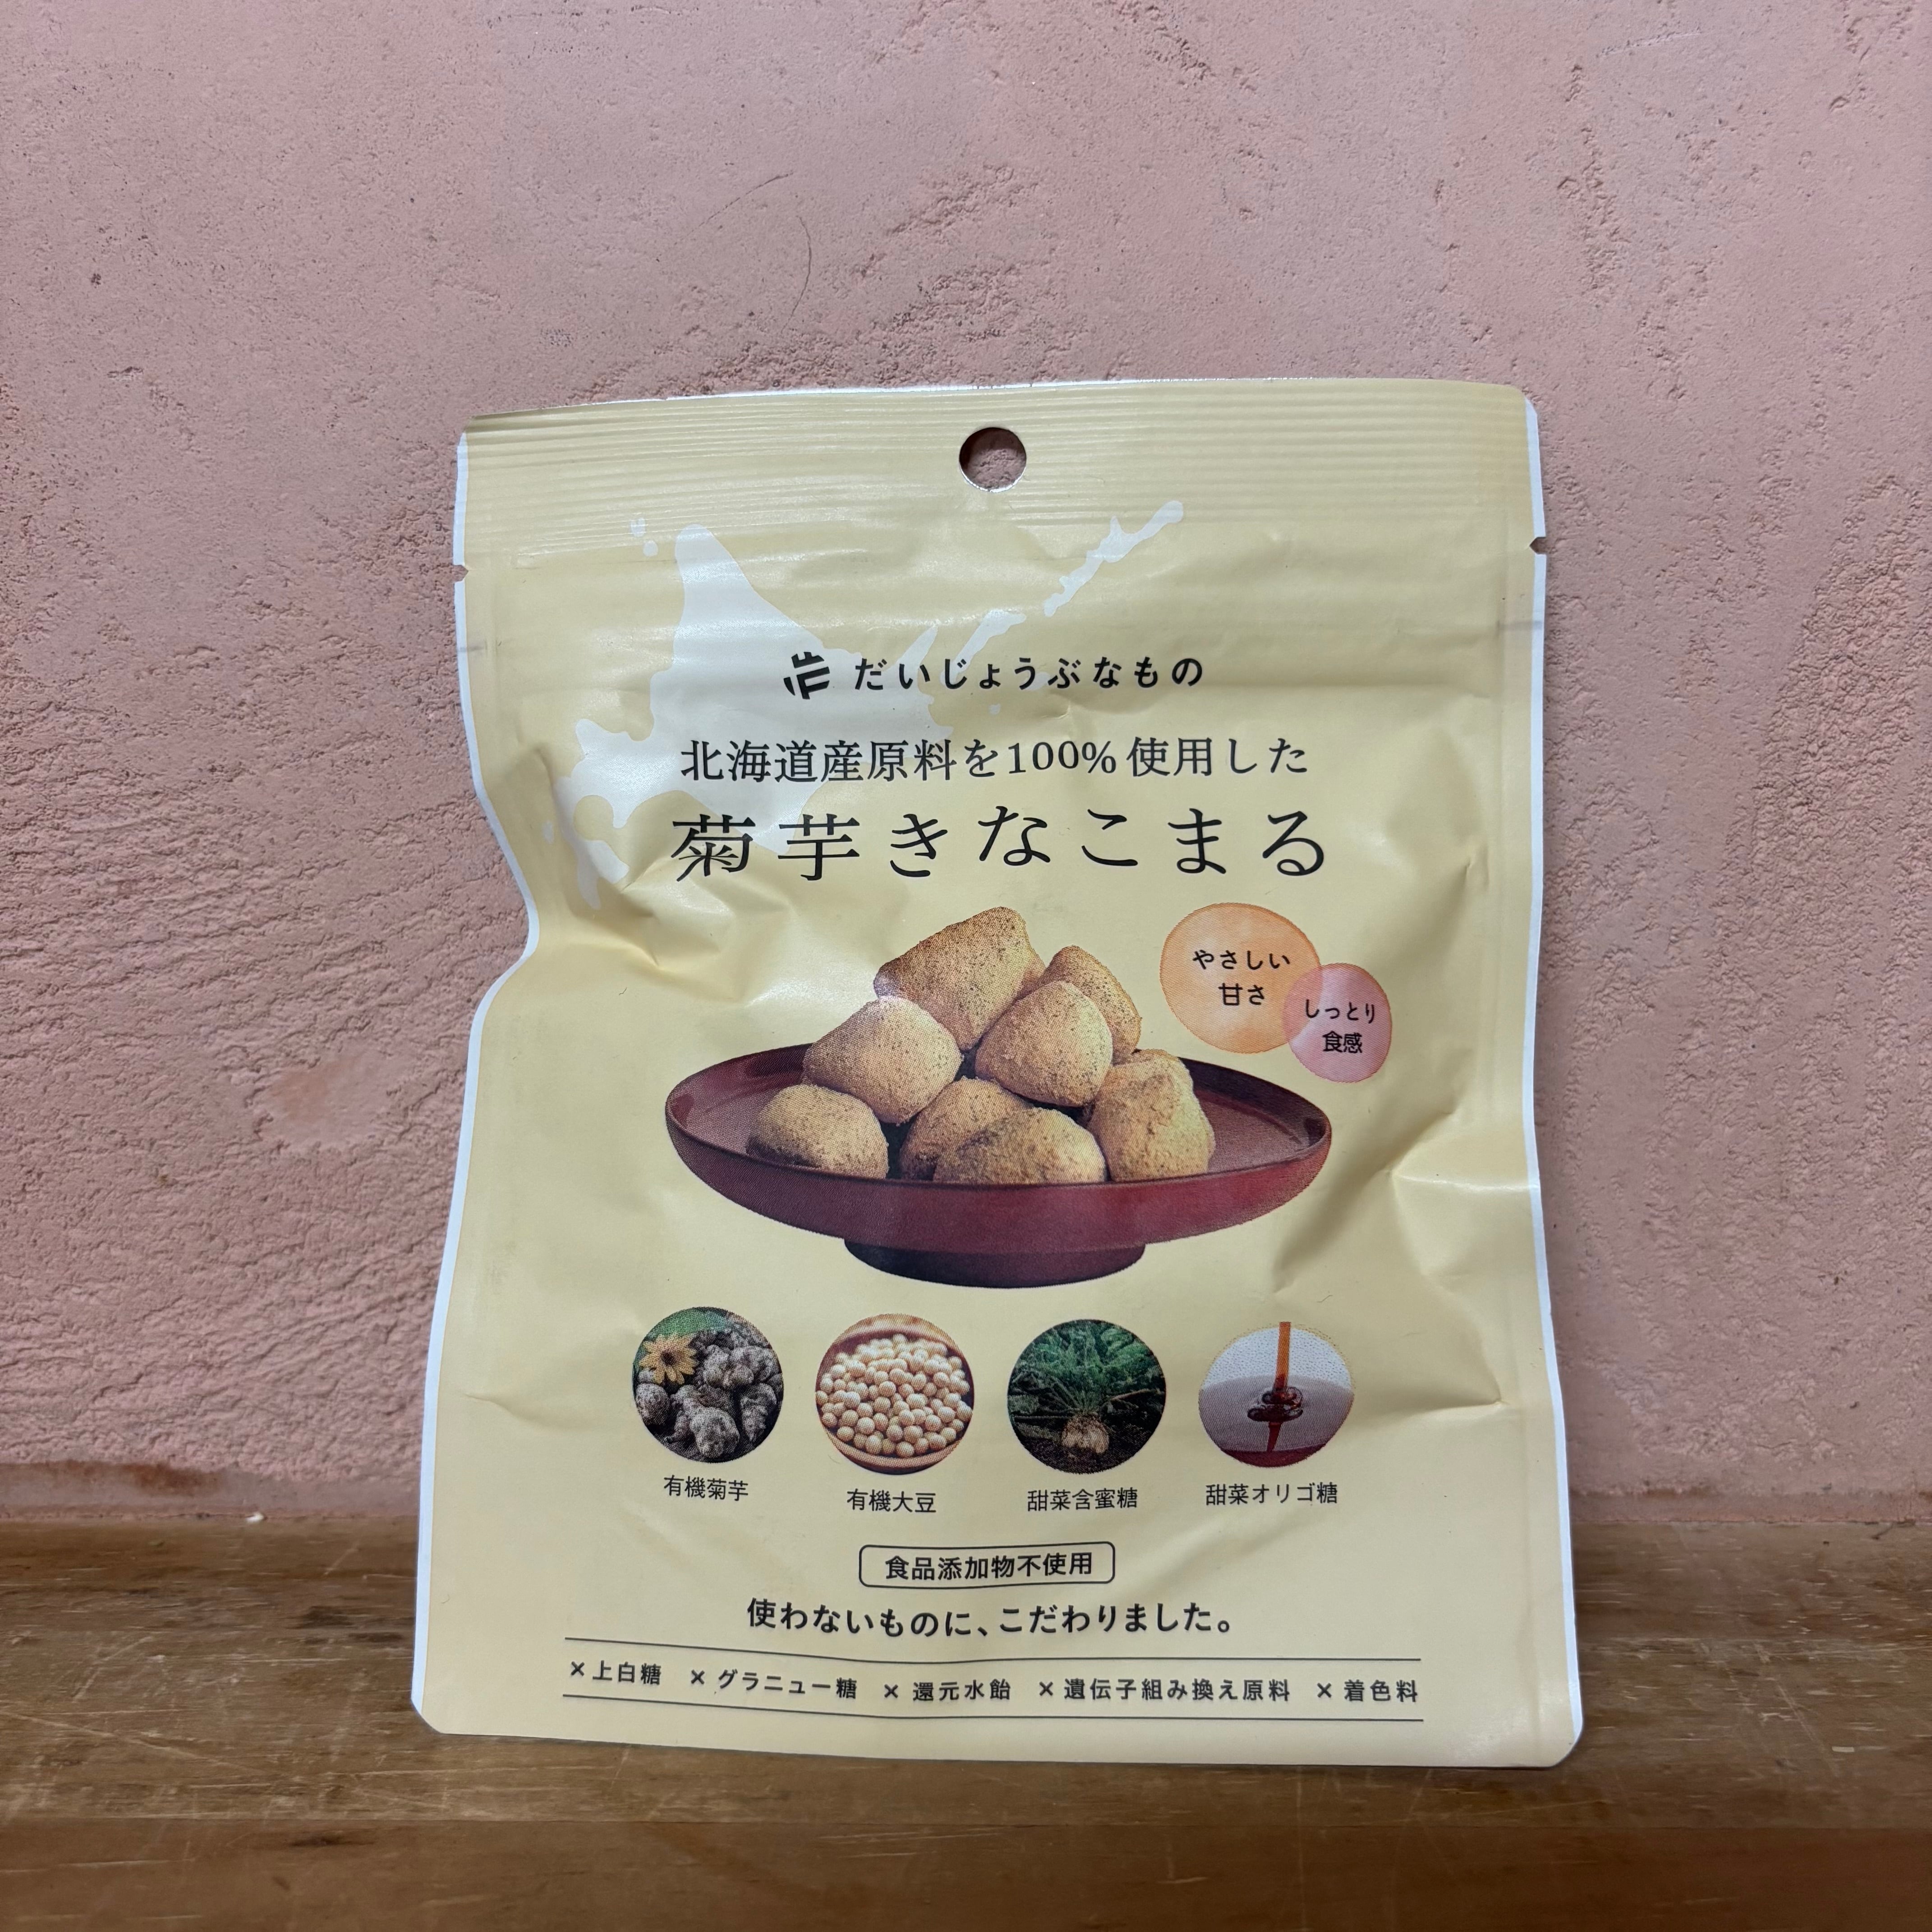 だいじょうぶなもの
北海道産原料を100%使用した
菊芋きなこまる
やさしい
甘さ
しっとり
食感
有機菊芋
有機大豆
甜菜含蜜糖
甜菜オリゴ糖
食品添加物不使用
使わないものに、こだわりました。
×上白糖 ×グラニュー糖 ×還元水飴 ×遺伝子組み換え原料 ×着色料